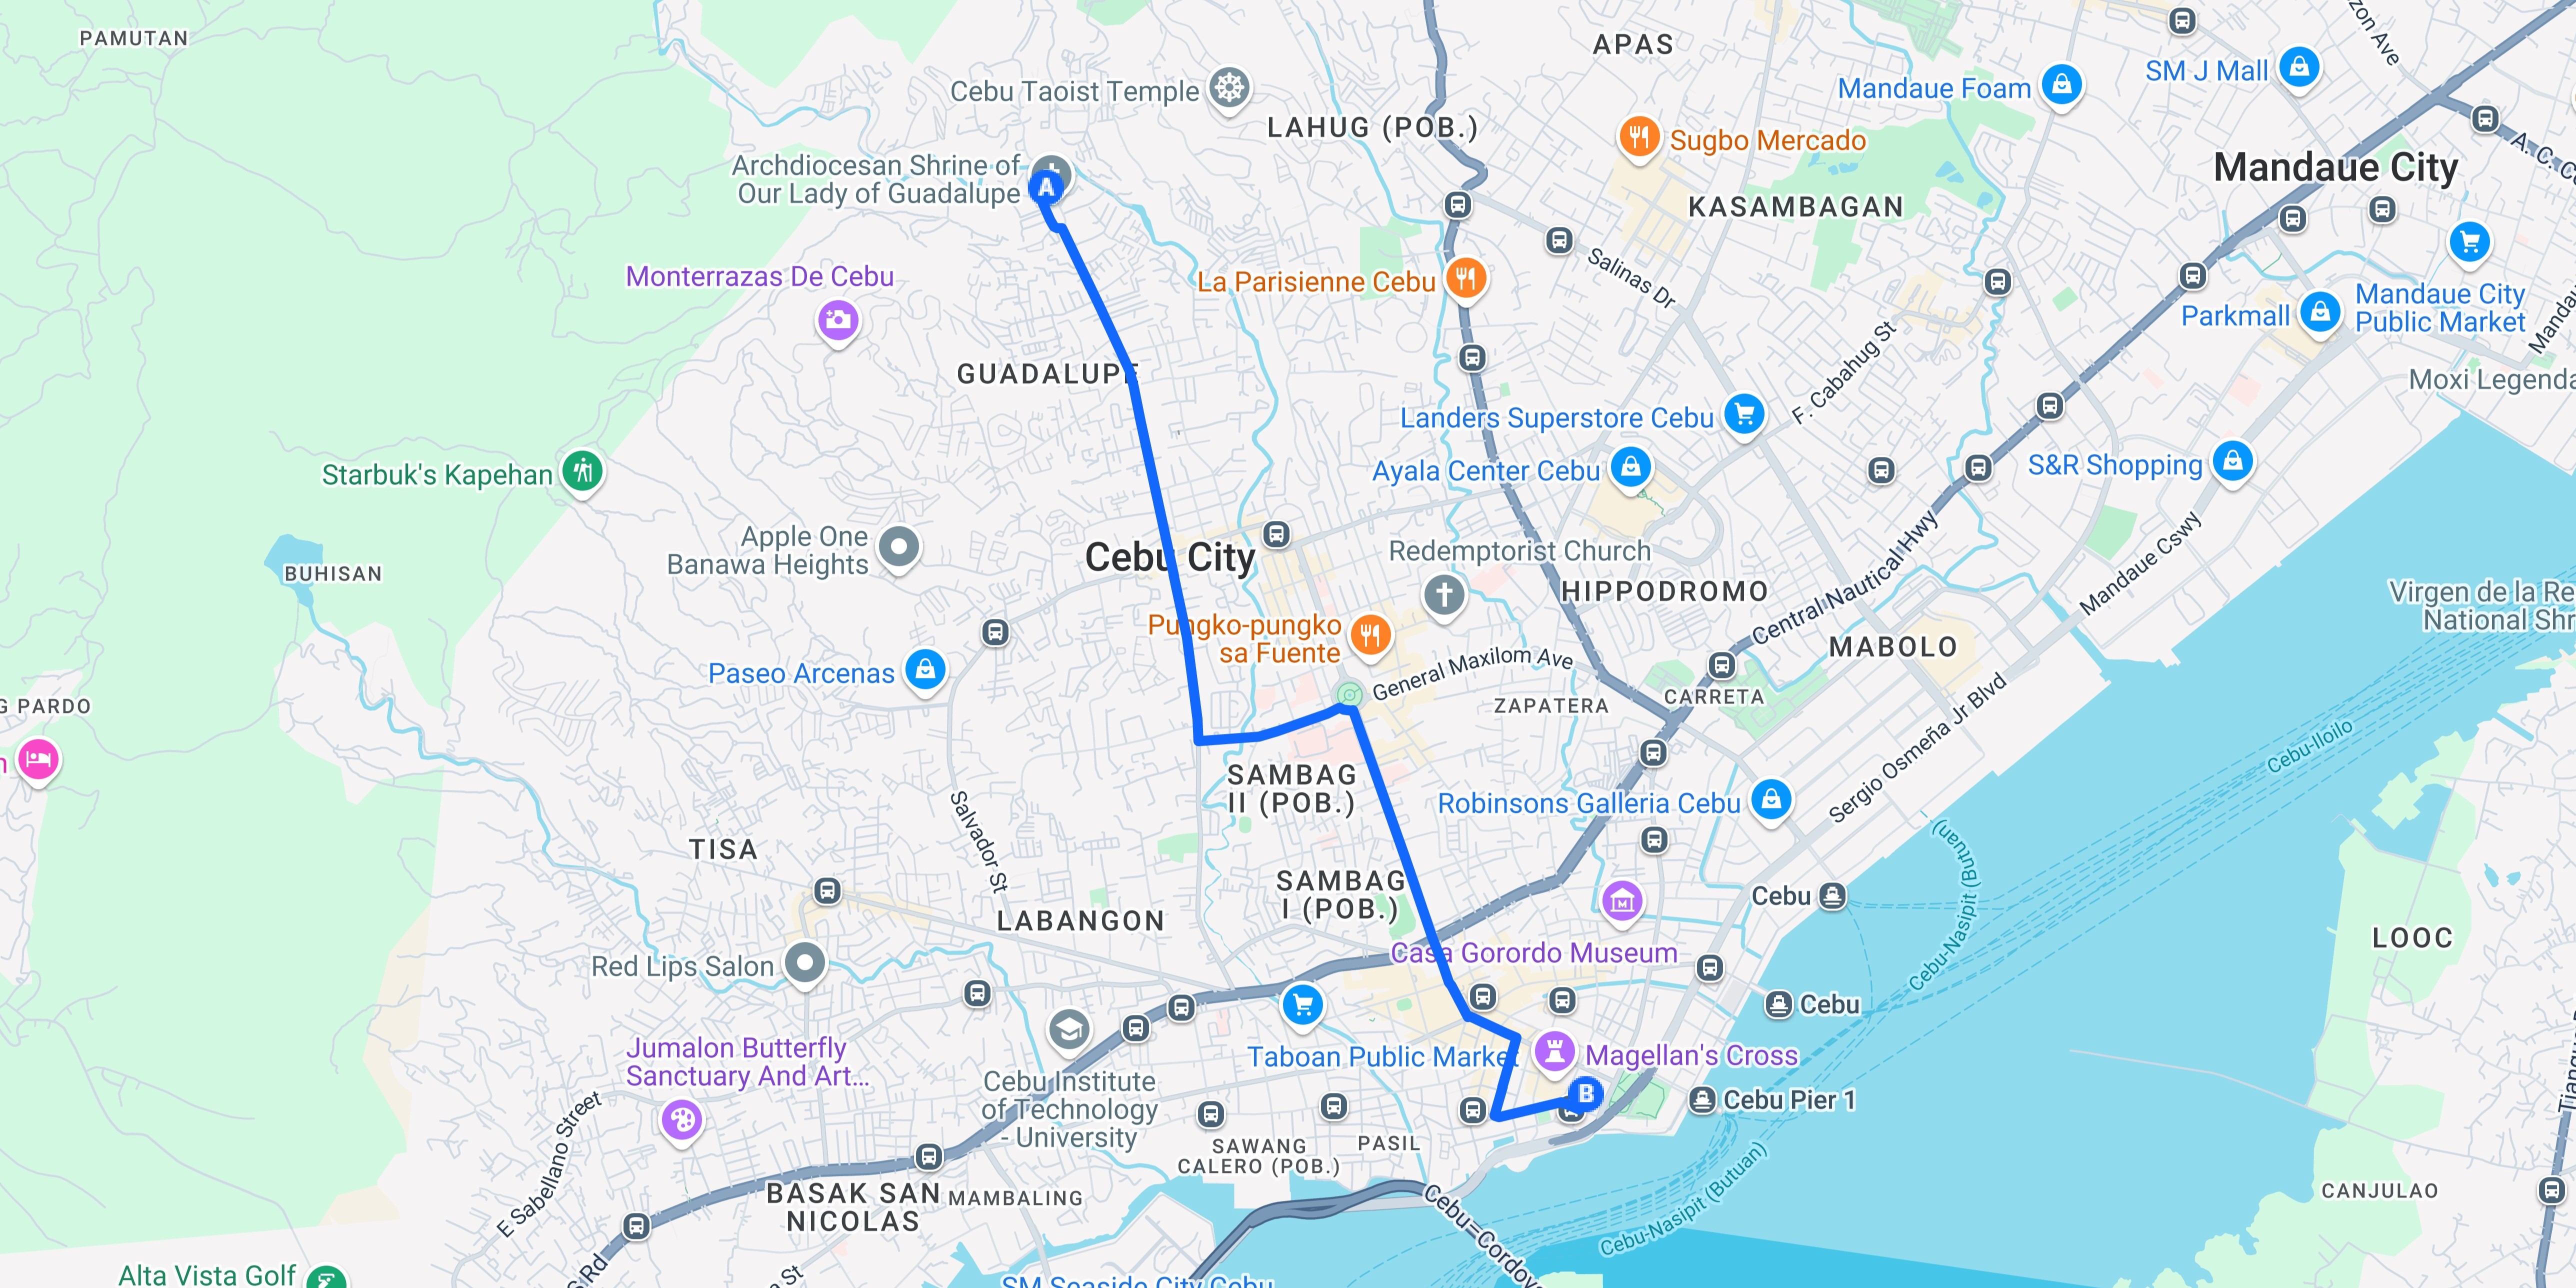 PAMUTAN
APAS
zon Ave
Cebu Taoist Temple
Mandaue Foam
SM J Mall
LAHUG (POB.)
Sugbo Mercado
A. C. Co
Mandaue City
Archdiocesan Shrine of
Our Lady of Guadalupe
A
KASAMBAGAN
Monterrazas De Cebu
La Parisienne Cebu
Salinas Dr
Mandaue City
Public Market
Parkmall
Mandau
GUADALUPE
F. Cabahug St
Moxi Legenda
Landers Superstore Cebu
Starbuk's Kapehan
Ayala Center Cebu
S&R Shopping
Apple One
Banawa Heights
Cebu City
Redemptorist Church
BUHISAN
HIPPODROMO
Central Nautical Hwy
Mandaue Cswy
Virgen de la Re
National Shr
Pungko-pungko
sa Fuente
MABOLO
Paseo Arcenas
General Maxilom Ave
G PARDO
ZAPATERA
CARRETA
Sergio Osmeña Jr Blvd
Cebu-Iloilo
n
SAMBAG
II (POB.)
Robinsons Galleria Cebu
Salvador St
TISA
SAMBAG
I (POB.)
Cebu
Cebu-Nasipit (Butuan)
LABANGON
M
Casa Gorordo Museum
LOOC
Red Lips Salon
Cebu
Jumalon Butterfly
Sanctuary And Art...
Taboan Public Market
Magellan's Cross
Cebu Institute
of Technology
- University
B
Cebu Pier 1
E Sabellano Street
SAWANG
CALERO (POB.)
PASIL
Cebu-Nasipit (Butuan)
BASAK SAN
NICOLAS
MAMBALING
CANJULAO
Cebu–Cordov
S Rd
a St
Alta Vista Golf
SM Seaside City Cebu